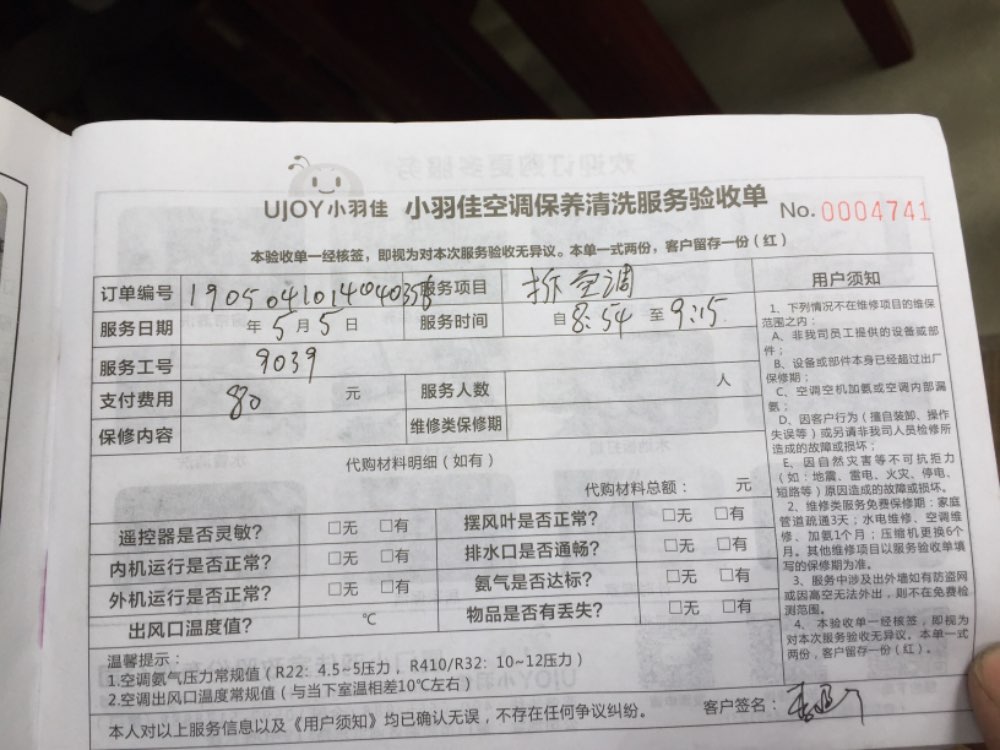 UJOY小羽佳 小羽佳空调保养清洗服务验收单 No. 0004741
本验收单一经核签，即视为对本次服务验收无异议。本单一式两份，客户留存一份（红）
订单编号 1905041014040358 服务项目 拆空调
服务日期 年5月5日 服务时间 自8:54至9:15
服务工号 9039
支付费用 80 元 服务人数 人
保修内容 维修类保修期
代购材料明细（如有）
代购材料总额： 元
遥控器是否灵敏？ □无 □有 摆风叶是否正常？ □无 □有
内机运行是否正常？ □无 □有 排水口是否通畅？ □无 □有
外机运行是否正常？ □无 □有 氨气是否达标？ □无 □有
出风口温度值？ ℃ 物品是否有丢失？ □无 □有
温馨提示：
1.空调氨气压力常规值（R22：4.5~5压力，R410/R32：10~12压力）
2.空调出风口温度常规值（与当下室温相差10℃左右）
本人对以上服务信息以及《用户须知》均已确认无误，不存在任何争议纠纷。 客户签名：
用户须知
1、下列情况不在维修项目的维保
范围之内：
A、非我司员工提供的设备或部
件；
B、设备或部件本身已经超过出厂
保修期；
C、空调空机加氨或空调内部漏
氨；
D、因客户行为（擅自装卸、操作
失误等）或另请非我司人员检修所
造成的故障或损坏；
E、因自然灾害等不可抗拒力
（如：地震、雷电、火灾、停电、
短路等）原因造成的故障或损坏。
2、维修类服务免费保修期：家庭
管道疏通3天；水电维修、空调维
修、加氨1个月；压缩机更换6个
月。其他维修项目以服务验收单填
写的保修期为准。
3、服务中涉及出外墙如有防盗网
或因高空无法外出，则不在免费检
测范围。
4、本验收单一经核签，即视为
对本次服务验收无异议。本单一式
两份，客户留存一份（红）。